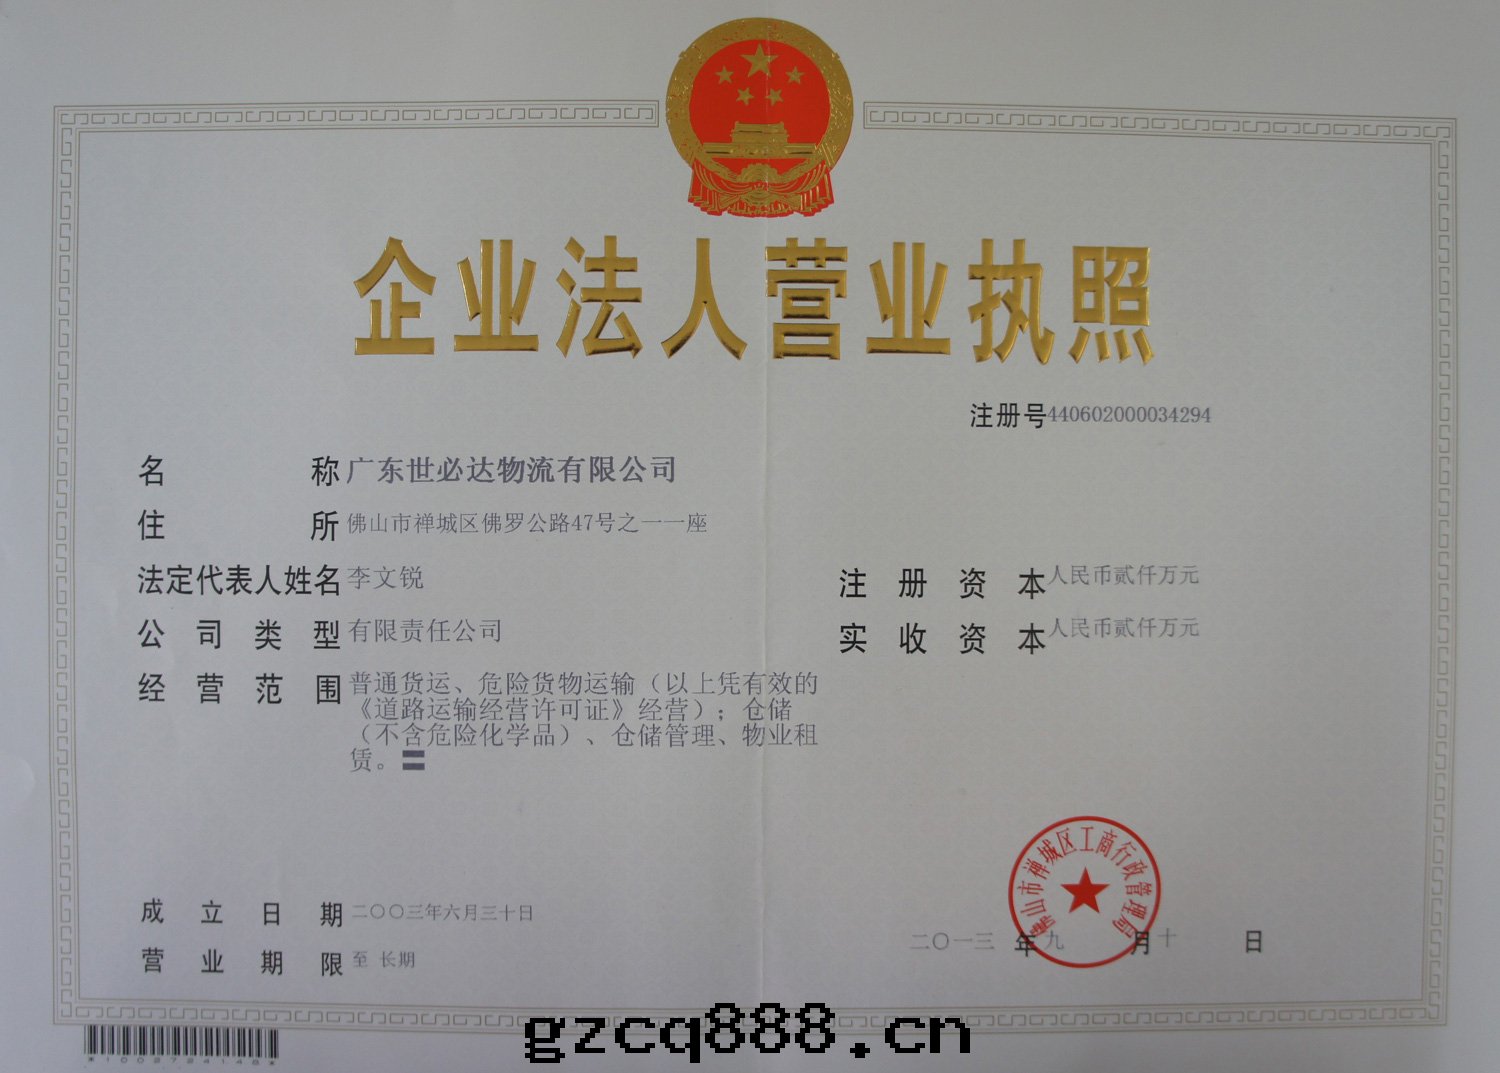 企业法人营业执照
注册号440602000034294
名称 广东世必达物流有限公司
住所 佛山市禅城区佛罗公路47号之一一座
法定代表人姓名 李文锐
注册资本 人民币贰仟万元
公司类型 有限责任公司
实收资本 人民币贰仟万元
经营范围 普通货运、危险货物运输（以上凭有效的
《道路运输经营许可证》经营）；仓储
（不含危险化学品）、仓储管理、物业租
赁。
佛山市禅城区工商行政管理局
成立日期 二〇〇三年六月三十日
二〇一三年九月十日
营业期限 至 长期
gzcq888.cn